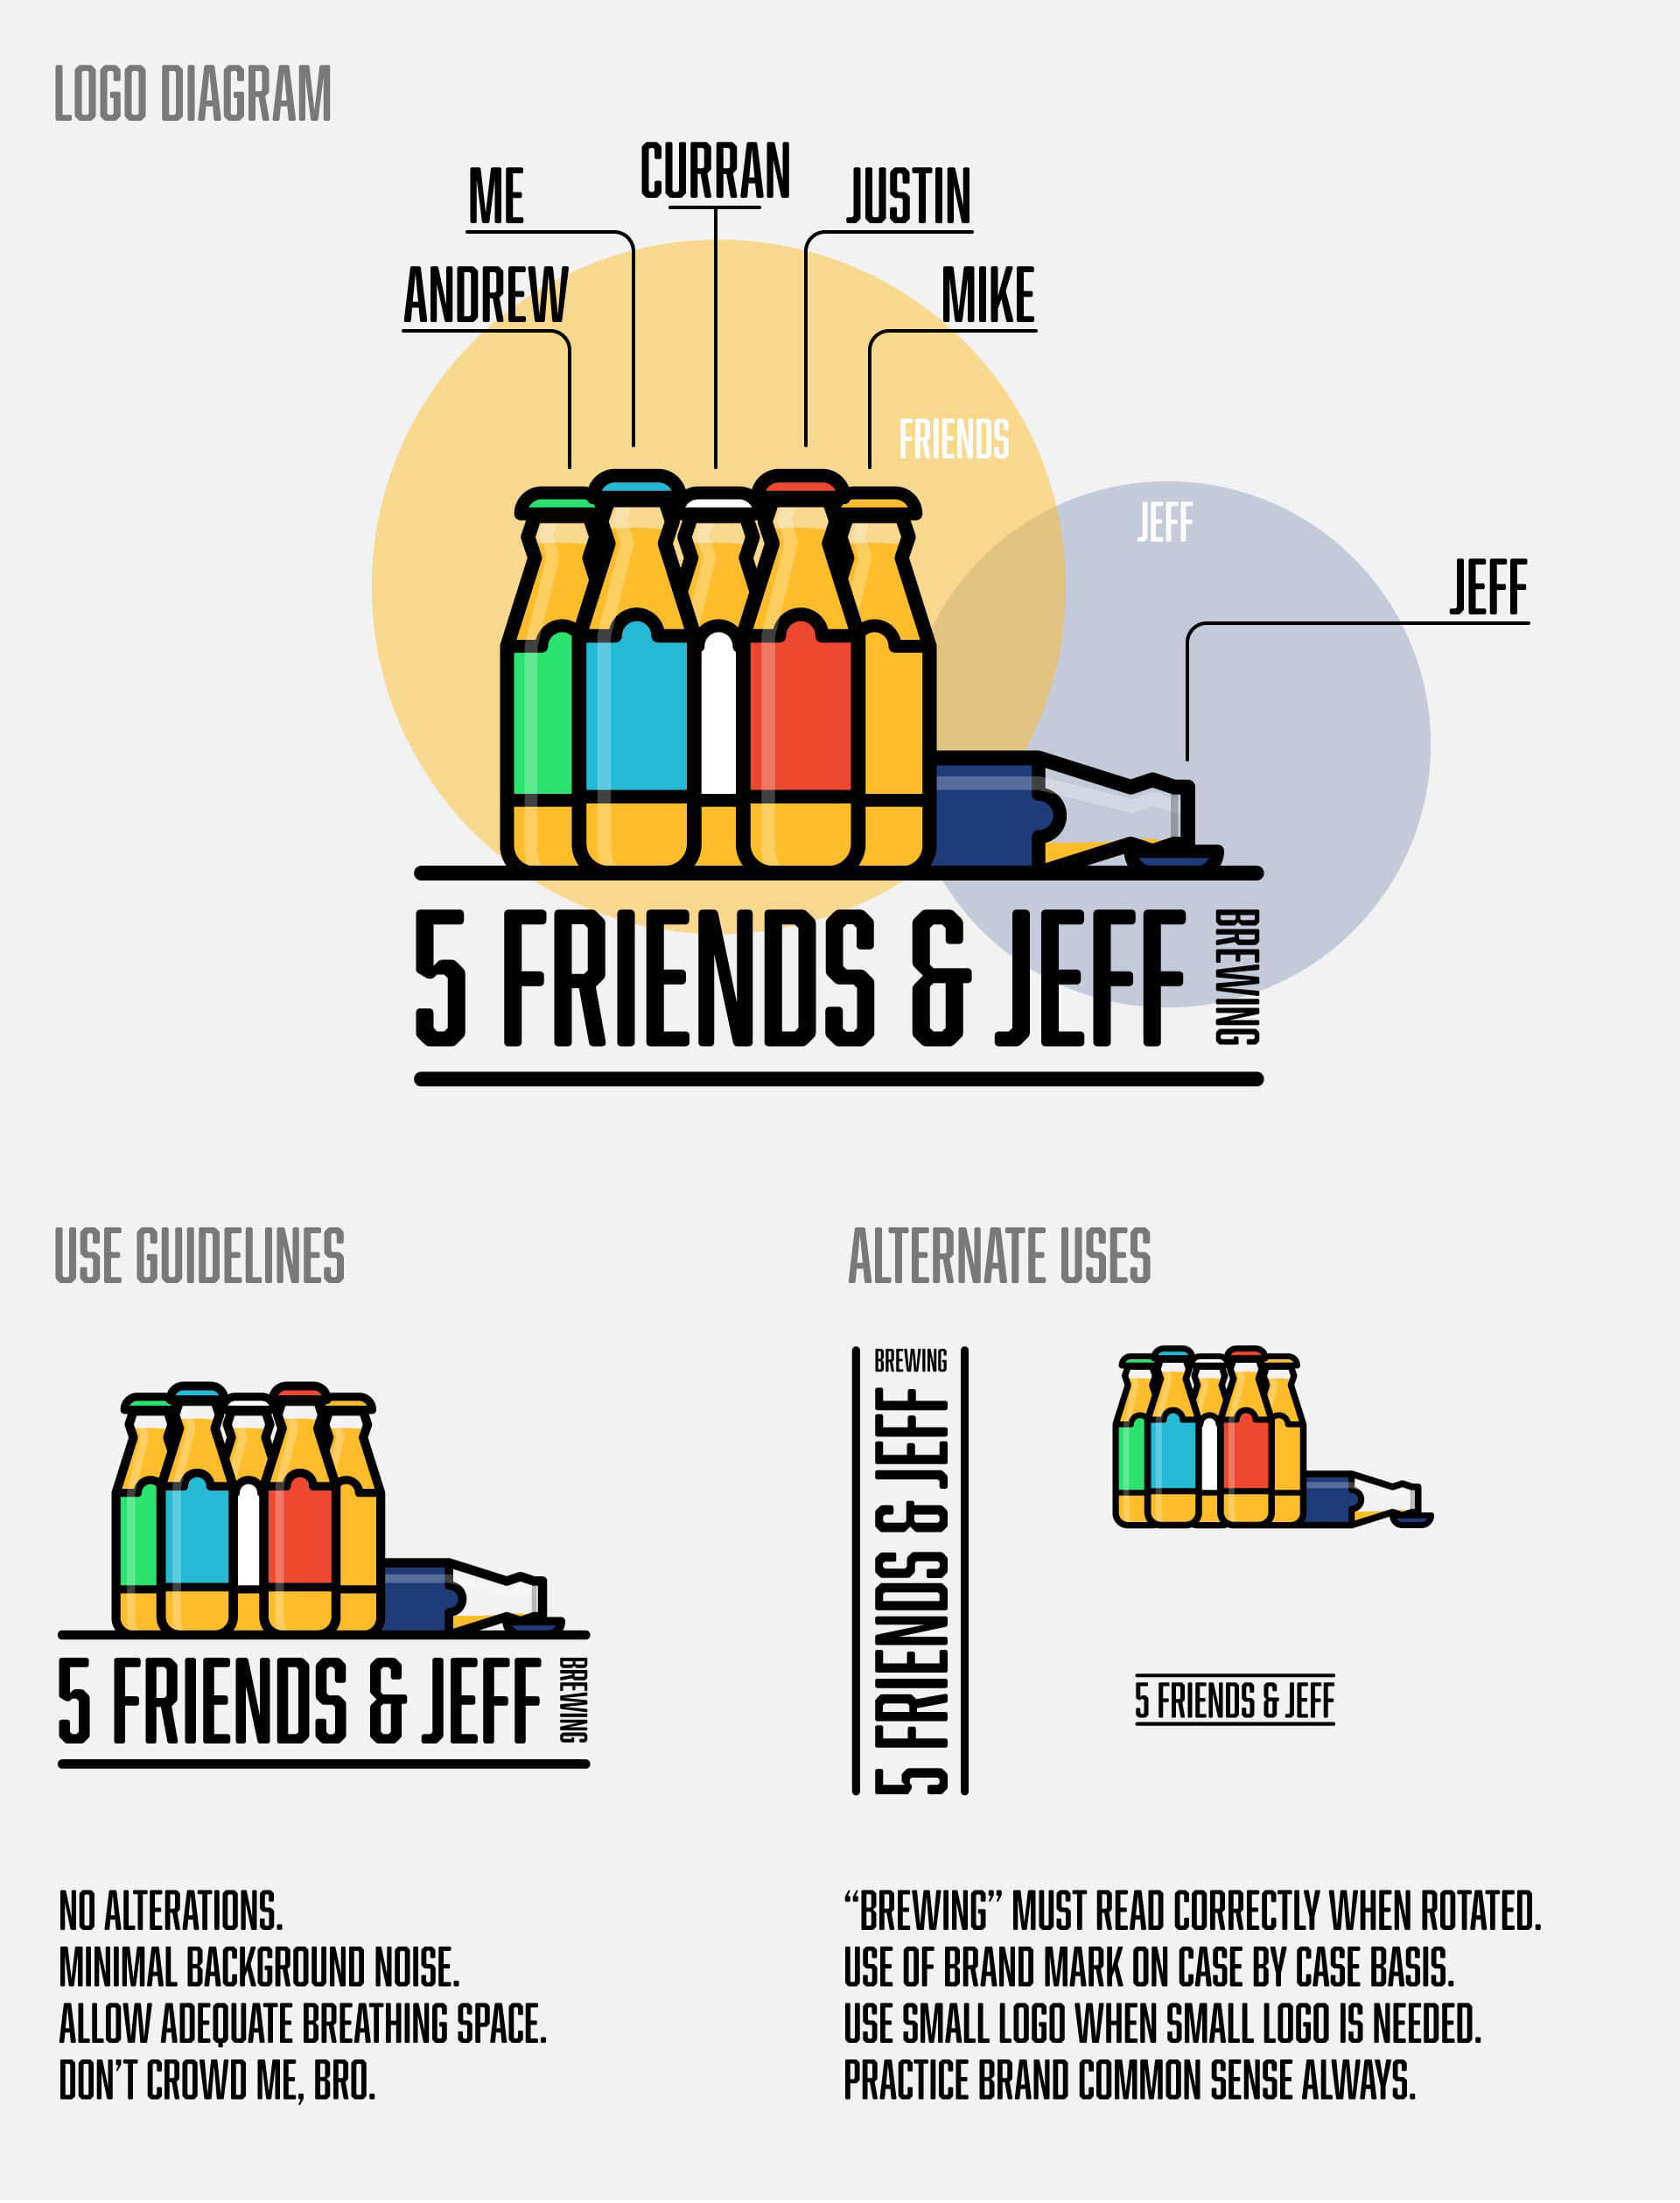 LOGO DIAGRAM
CURRAN
ME
JUSTIN
ANDREW
MIKE
FRIENDS
JEFF
JEFF
5 FRIENDS & JEFF
BREWING
USE GUIDELINES
5 FRIENDS & JEFF
BREWING
NO ALTERATIONS.
MINIMAL BACKGROUND NOISE.
ALLOW ADEQUATE BREATHING SPACE.
DON'T CROWD ME, BRO.
ALTERNATE USES
BREWING
5 FRIENDS & JEFF
5 FRIENDS & JEFF
“BREWING” MUST READ CORRECTLY WHEN ROTATED.
USE OF BRAND MARK ON CASE BY CASE BASIS.
USE SMALL LOGO WHEN SMALL LOGO IS NEEDED.
PRACTICE BRAND COMMON SENSE ALWAYS.